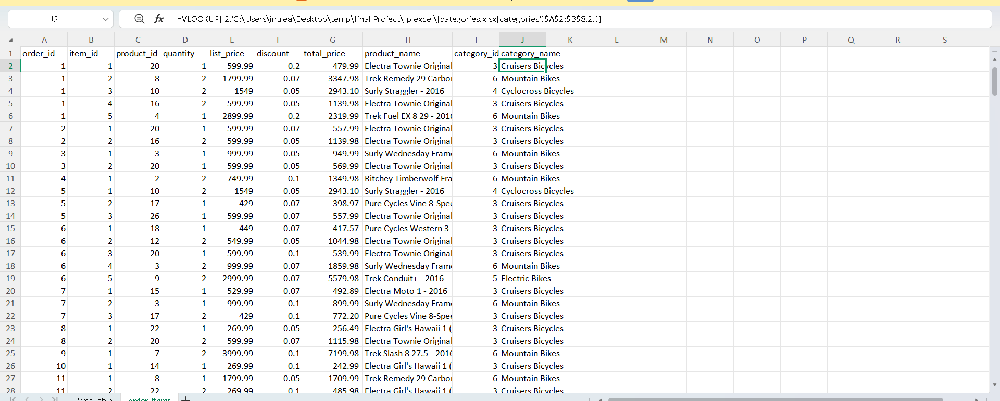 J2 fx =VLOOKUP(I2,'C:\Users\intrea\Desktop\temp\final Project\fp excel\[categories.xlsx]categories'!$A$2:$B$8,2,0)
A B C D E F G H I J K L M N O P Q R S
1 order_id item_id product_id quantity list_price discount total_price product_name category_id category_name
2 1 1 20 1 599.99 0.2 479.99 Electra Townie Original 3 Cruisers Bicycles
3 1 2 8 2 1799.99 0.07 3347.98 Trek Remedy 29 Carbon 6 Mountain Bikes
4 1 3 10 2 1549 0.05 2943.10 Surly Straggler - 2016 4 Cyclocross Bicycles
5 1 4 16 2 599.99 0.05 1139.98 Electra Townie Original 3 Cruisers Bicycles
6 1 5 4 1 2899.99 0.2 2319.99 Trek Fuel EX 8 29 - 2016 6 Mountain Bikes
7 2 1 20 1 599.99 0.07 557.99 Electra Townie Original 3 Cruisers Bicycles
8 2 2 16 2 599.99 0.05 1139.98 Electra Townie Original 3 Cruisers Bicycles
9 3 1 3 1 999.99 0.05 949.99 Surly Wednesday Frame 6 Mountain Bikes
10 3 2 20 1 599.99 0.05 569.99 Electra Townie Original 3 Cruisers Bicycles
11 4 1 2 2 749.99 0.1 1349.98 Ritchey Timberwolf Fra 6 Mountain Bikes
12 5 1 10 2 1549 0.05 2943.10 Surly Straggler - 2016 4 Cyclocross Bicycles
13 5 2 17 1 429 0.07 398.97 Pure Cycles Vine 8-Spee 3 Cruisers Bicycles
14 5 3 26 1 599.99 0.07 557.99 Electra Townie Original 3 Cruisers Bicycles
15 6 1 18 1 449 0.07 417.57 Pure Cycles Western 3- 3 Cruisers Bicycles
16 6 2 12 2 549.99 0.05 1044.98 Electra Townie Original 3 Cruisers Bicycles
17 6 3 20 1 599.99 0.1 539.99 Electra Townie Original 3 Cruisers Bicycles
18 6 4 3 2 999.99 0.07 1859.98 Surly Wednesday Frame 6 Mountain Bikes
19 6 5 9 2 2999.99 0.07 5579.98 Trek Conduit+ - 2016 5 Electric Bikes
20 7 1 15 1 529.99 0.07 492.89 Electra Moto 1 - 2016 3 Cruisers Bicycles
21 7 2 3 1 999.99 0.1 899.99 Surly Wednesday Frame 6 Mountain Bikes
22 7 3 17 2 429 0.1 772.20 Pure Cycles Vine 8-Spee 3 Cruisers Bicycles
23 8 1 22 1 269.99 0.05 256.49 Electra Girl's Hawaii 1 ( 3 Cruisers Bicycles
24 8 2 20 2 599.99 0.07 1115.98 Electra Townie Original 3 Cruisers Bicycles
25 9 1 7 2 3999.99 0.1 7199.98 Trek Slash 8 27.5 - 2016 6 Mountain Bikes
26 10 1 14 1 269.99 0.1 242.99 Electra Girl's Hawaii 1 ( 3 Cruisers Bicycles
27 11 1 8 1 1799.99 0.05 1709.99 Trek Remedy 29 Carbon 6 Mountain Bikes
28 11 2 22 2 269.99 0.1 485.98 Electra Girl's Hawaii 1 ( 3 Cruisers Bicycles
Pivot Table order_items